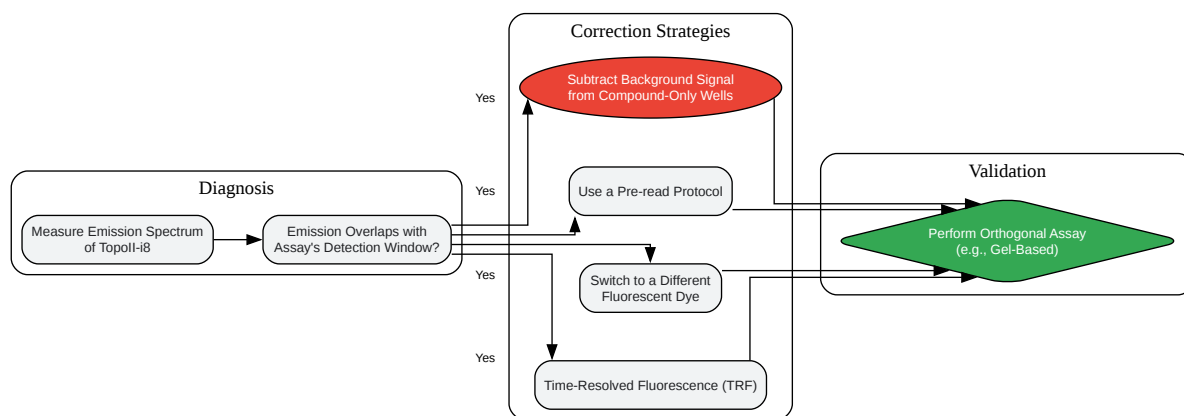 Correction Strategies
Yes
Subtract Background Signal
from Compound-Only Wells
Diagnosis
Yes
Use a Pre-read Protocol
Validation
Measure Emission Spectrum
of TopoII-i8
Emission Overlaps with
Assay's Detection Window?
Perform Orthogonal Assay
(e.g., Gel-Based)
Yes
Switch to a Different
Fluorescent Dye
Yes
Time-Resolved Fluorescence (TRF)